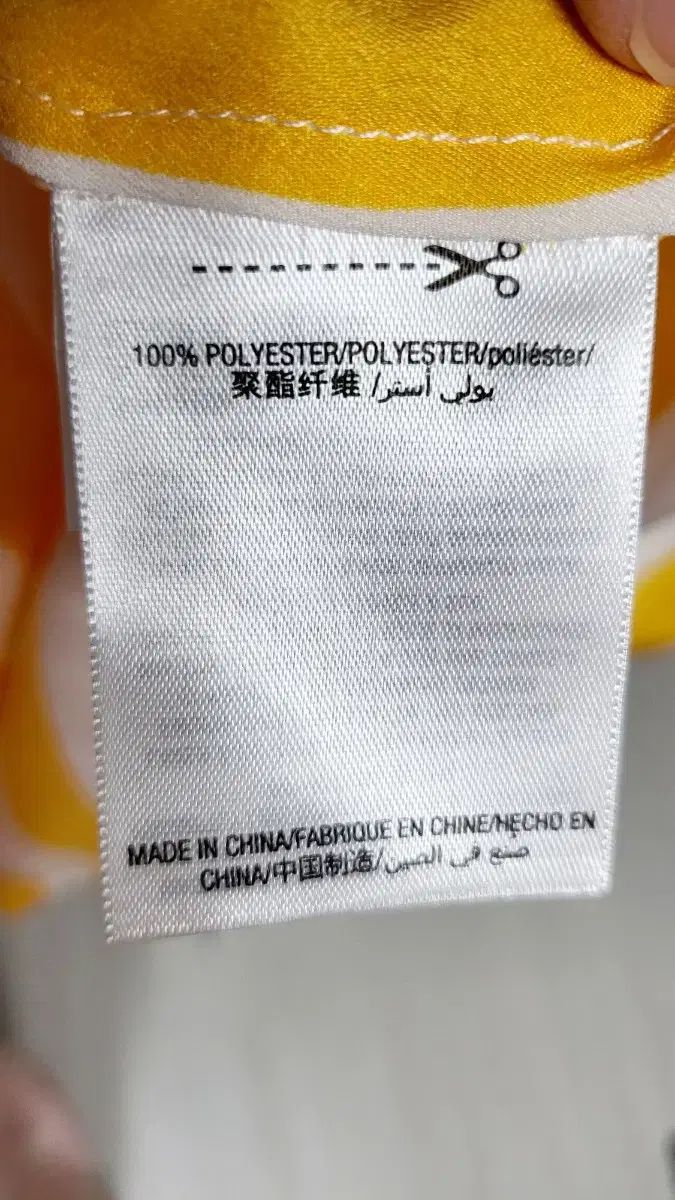 100% POLYESTER/POLYESTER/poliéster/
聚酯纤维 /بولي أستر
MADE IN CHINA/FABRIQUE EN CHINE/HECHO EN
CHINA/中国制造/صنع في الصين